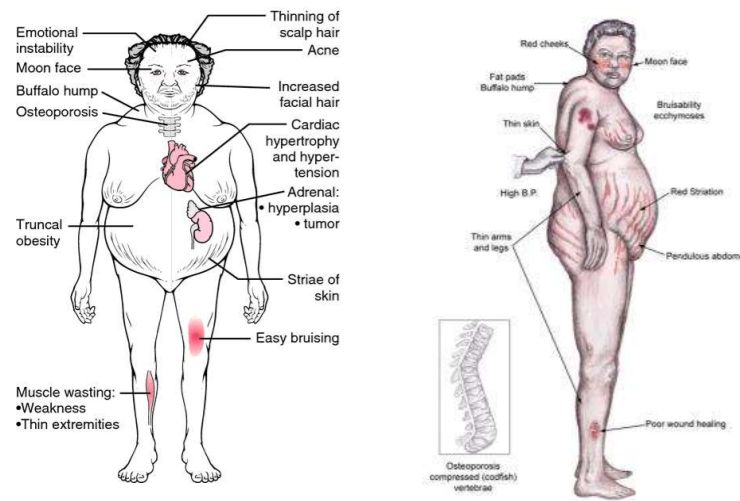 Emotional
instability
Moon face
Buffalo hump
Osteoporosis
Truncal
obesity
Muscle wasting:
•Weakness
•Thin extremities
Thinning of
scalp hair
Acne
Increased
facial hair
Cardiac
hypertrophy
and hyper-
tension
Adrenal:
• hyperplasia
• tumor
Striae of
skin
Easy bruising
Red cheeks
Fat pads
Buffalo hump
Thin skin
High B.P.
Thin arms
and legs
Moon face
Bruisability
ecchymoses
Red Striation
Pendulous abdom
Poor wound healing
Osteoporosis
compressed (codfish)
vertebrae